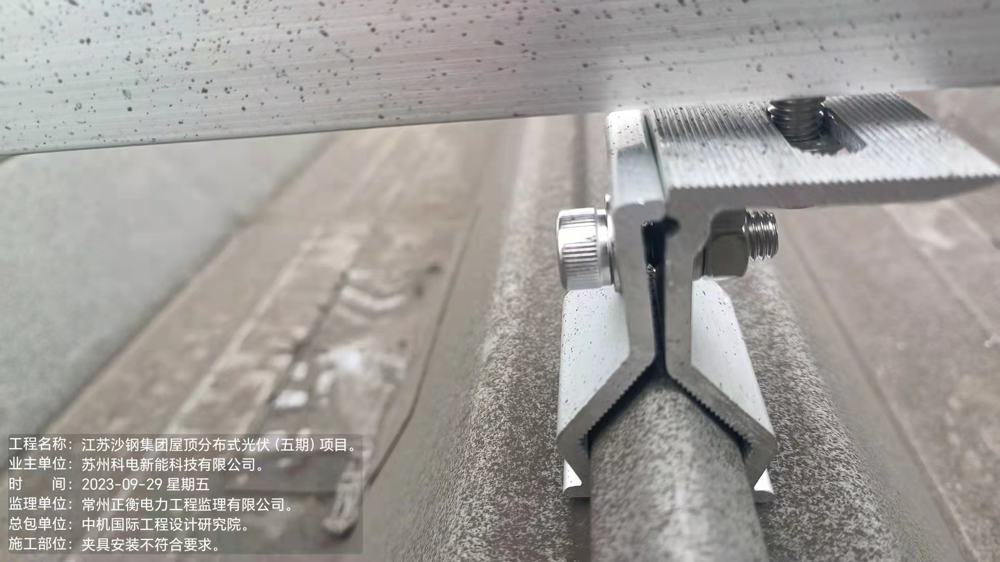 工程名称：江苏沙钢集团屋顶分布式光伏（五期）项目。
业主单位：苏州科电新能科技有限公司。
时　　间：2023-09-29 星期五
监理单位：常州正衡电力工程监理有限公司。
总包单位：中机国际工程设计研究院。
施工部位：夹具安装不符合要求。